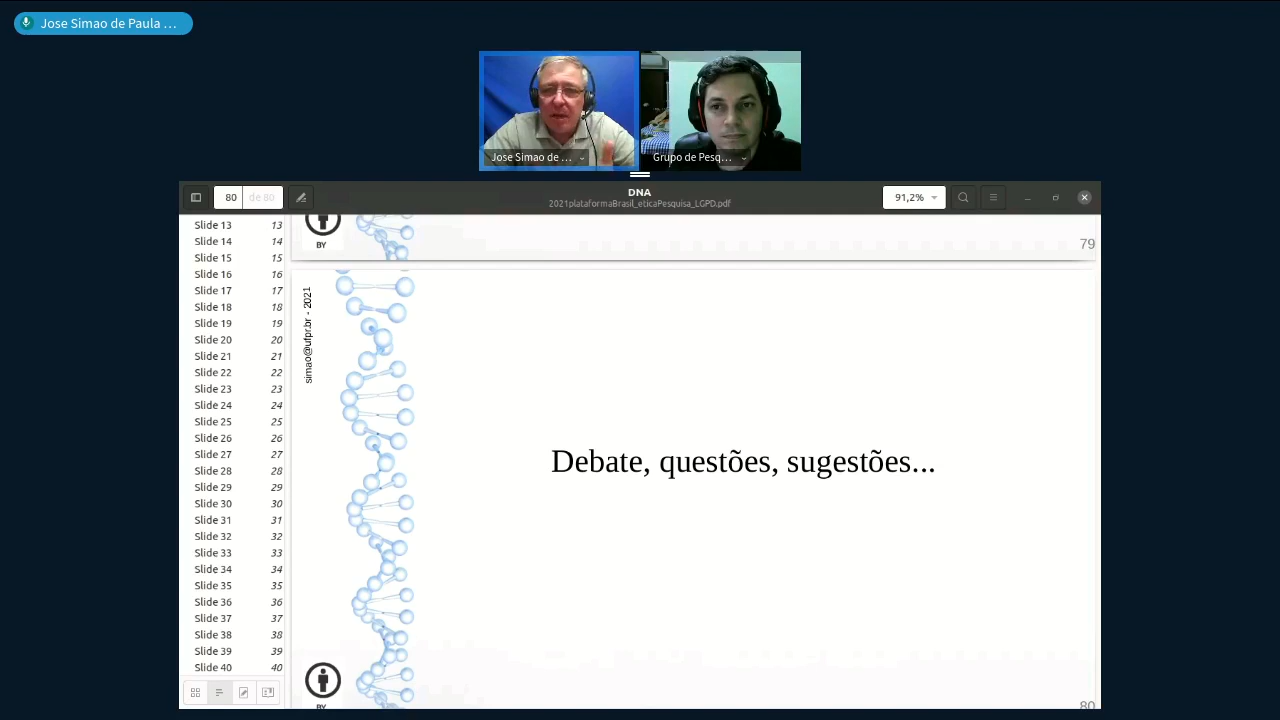 Jose Simao de Paula ...
Jose Simao de ...
Grupo de Pesq...
80 de 80
DNA
2021plataformaBrasil_eticaPesquisa_LGPD.pdf
91,2%
Slide 13 13
Slide 14 14
Slide 15 15
Slide 16 16
Slide 17 17
Slide 18 18
Slide 19 19
Slide 20 20
Slide 21 21
Slide 22 22
Slide 23 23
Slide 24 24
Slide 25 25
Slide 26 26
Slide 27 27
Slide 28 28
Slide 29 29
Slide 30 30
Slide 31 31
Slide 32 32
Slide 33 33
Slide 34 34
Slide 35 35
Slide 36 36
Slide 37 37
Slide 38 38
Slide 39 39
Slide 40 40
BY
79
simao@ufpr.br - 2021
Debate, questões, sugestões...
BY
80